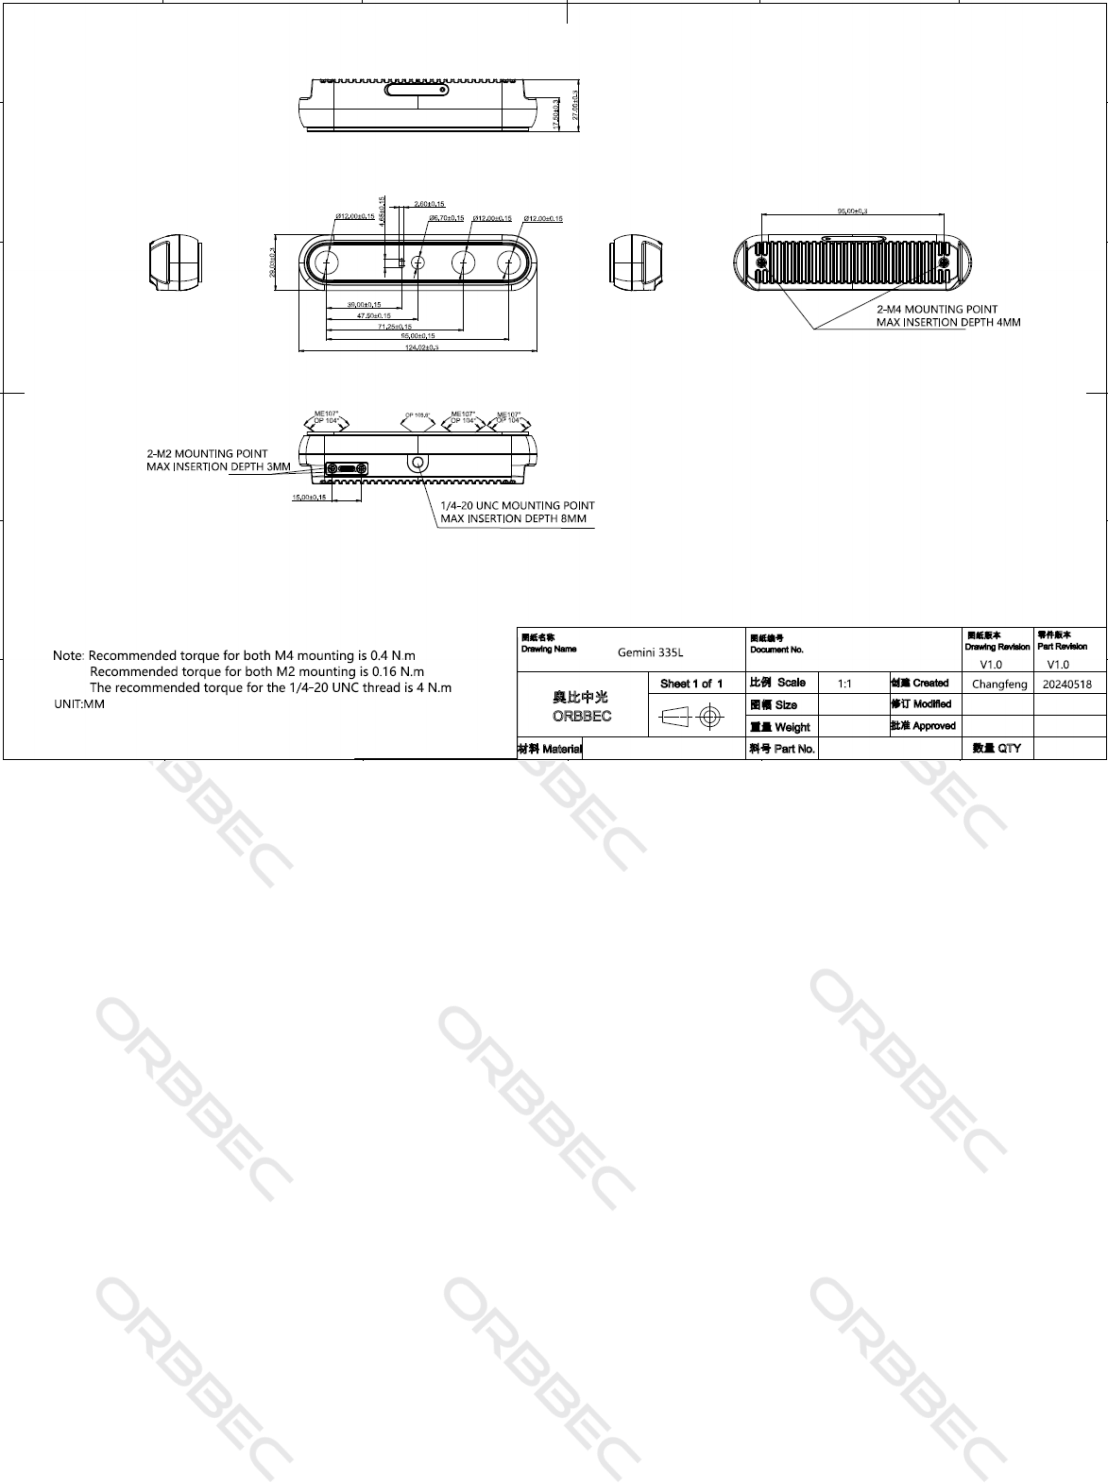 17,50±0,3
27,00±0,3
2,60±0,15
4,68±0,15
Ø12,00±0,15
Ø6,70±0,15
Ø12,00±0,15
Ø12,00±0,15
29,03±0,3
39,00±0,15
47,50±0,15
71,25±0,15
95,00±0,15
124,02±0,3
95,00±0,3
2-M4 MOUNTING POINT
MAX INSERTION DEPTH 4MM
ME107°
OP 104°
ME107°
OP 104°
ME107°
OP 104°
2-M2 MOUNTING POINT
MAX INSERTION DEPTH 3MM
15,00±0,15
1/4-20 UNC MOUNTING POINT
MAX INSERTION DEPTH 8MM
Note: Recommended torque for both M4 mounting is 0.4 N.m
Recommended torque for both M2 mounting is 0.16 N.m
The recommended torque for the 1/4-20 UNC thread is 4 N.m
UNIT:MM
图纸名称
Drawing Name
Gemini 335L
图纸编号
Document No.
图纸版本
Drawing Revision
V1.0
零件版本
Part Revision
V1.0
奥比中光
ORBBEC
Sheet 1 of 1
比例 Scale
1:1
创建 Created
Changfeng
20240518
图幅 Size
修订 Modified
重量 Weight
批准 Approved
材料 Material
料号 Part No.
数量 QTY
ORBBEC
ORBBEC
ORBBEC
ORBBEC
ORBBEC
ORBBEC
ORBBEC
ORBBEC
ORBBEC